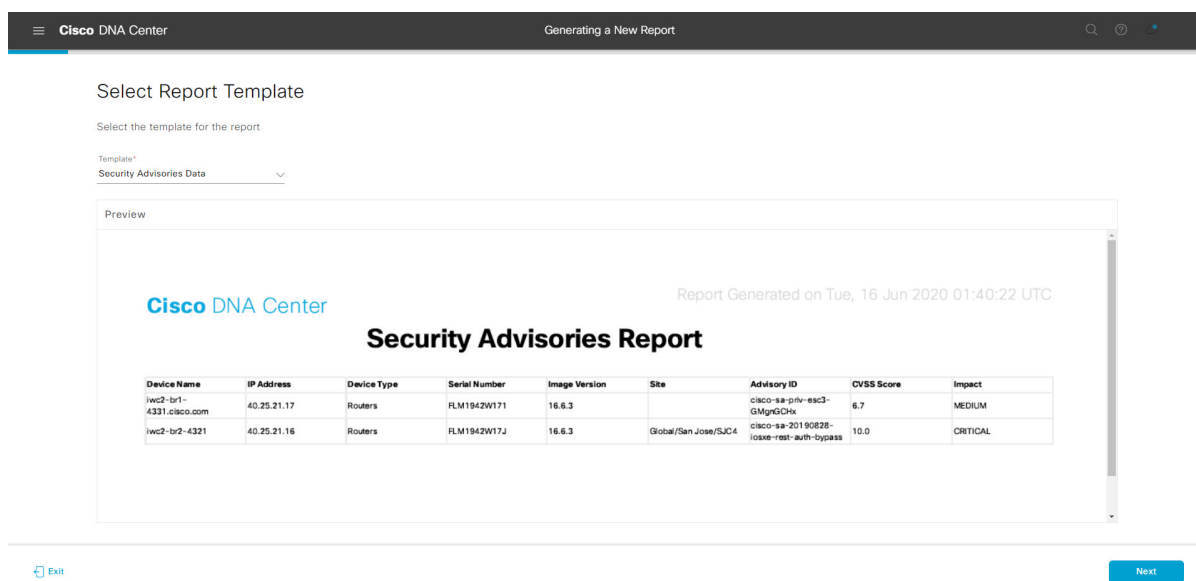 Cisco DNA Center
Generating a New Report
Select Report Template
Select the template for the report
Template*
Security Advisories Data
Preview
Cisco DNA Center
Report Generated on Tue, 16 Jun 2020 01:40:22 UTC
Security Advisories Report
Device Name IP Address Device Type Serial Number Image Version Site Advisory ID CVSS Score Impact
iwc2-br1-
4331.cisco.com 40.25.21.17 Routers FLM1942W171 16.6.3 cisco-sa-priv-esc3-
GMgnGCHx 6.7 MEDIUM
iwc2-br2-4321 40.25.21.16 Routers FLM1942W17J 16.6.3 Global/San Jose/SJC4 cisco-sa-20190828-
iosxe-rest-auth-bypass 10.0 CRITICAL
Exit
Next